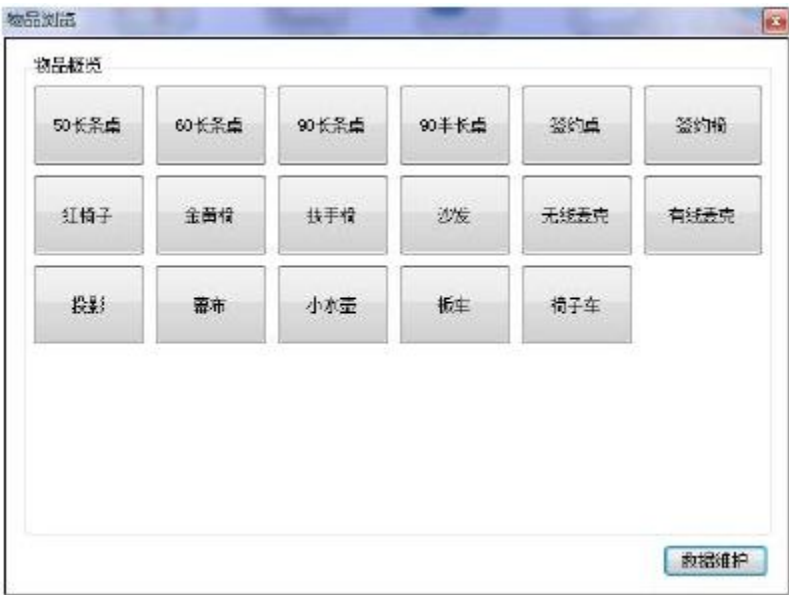 物品浏览
物品概览
50长条桌 60长条桌 90长条桌 90半长桌 签约桌 签约椅
红椅子 金黄椅 扶手椅 沙发 无线麦克 有线麦克
投影 幕布 小水壶 板车 椅子车
数据维护